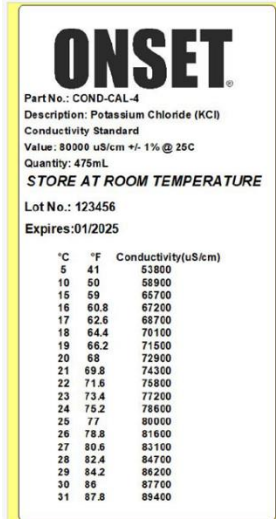 ONSET®
Part No.: COND-CAL-4
Description: Potassium Chloride (KCl)
Conductivity Standard
Value: 80000 uS/cm +/- 1% @ 25C
Quantity: 475mL
STORE AT ROOM TEMPERATURE
Lot No.: 123456
Expires:01/2025
°C °F Conductivity(uS/cm)
5 41 53800
10 50 58900
15 59 65700
16 60.8 67200
17 62.6 68700
18 64.4 70100
19 66.2 71500
20 68 72900
21 69.8 74300
22 71.6 75800
23 73.4 77200
24 75.2 78600
25 77 80000
26 78.8 81600
27 80.6 83100
28 82.4 84700
29 84.2 86200
30 86 87700
31 87.8 89400